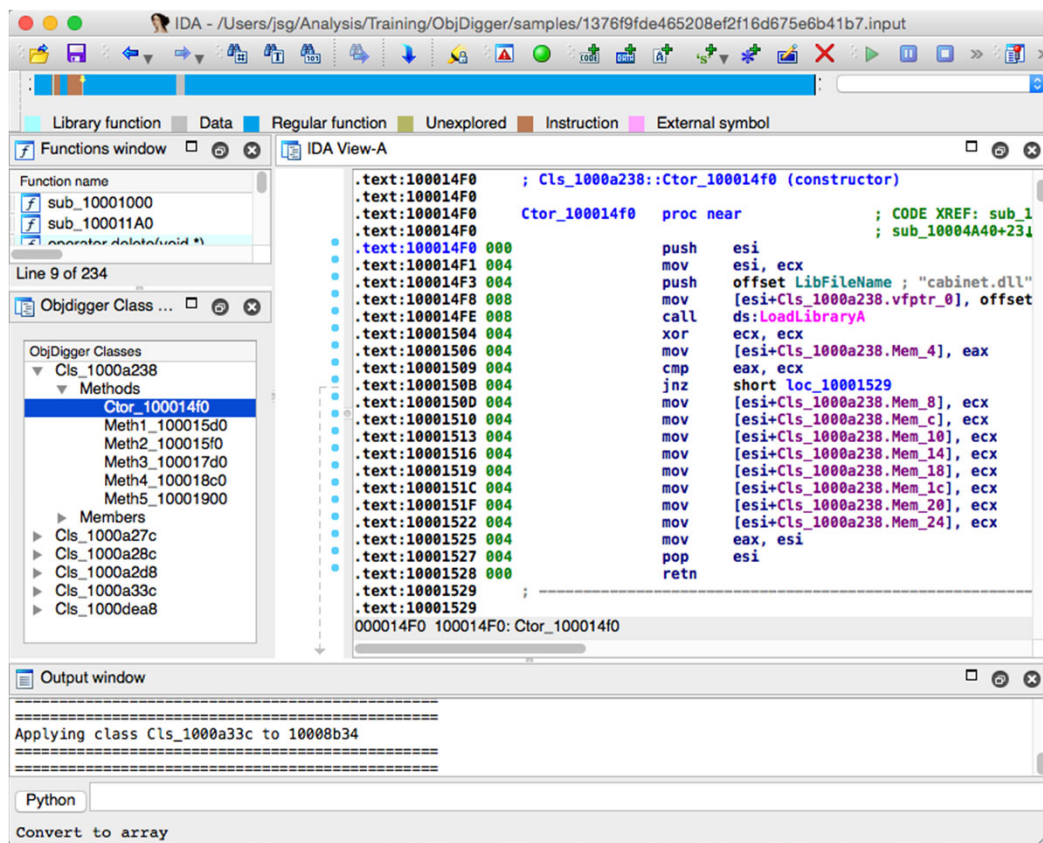 IDA - /Users/jsg/Analysis/Training/ObjDigger/samples/1376f9fde465208ef2f16d675e6b41b7.input
Library function Data Regular function Unexplored Instruction External symbol
Functions window
Function name
sub_10001000
sub_100011A0
operator delete(void *)
Line 9 of 234
Objdigger Class ...
ObjDigger Classes
Cls_1000a238
Methods
Ctor_100014f0
Meth1_100015d0
Meth2_100015f0
Meth3_100017d0
Meth4_100018c0
Meth5_10001900
Members
Cls_1000a27c
Cls_1000a28c
Cls_1000a2d8
Cls_1000a33c
Cls_1000dea8
IDA View-A
.text:100014F0 ; Cls_1000a238::Ctor_100014f0 (constructor)
.text:100014F0
.text:100014F0 Ctor_100014f0 proc near ; CODE XREF: sub_1
.text:100014F0 ; sub_10004A40+23↓
.text:100014F0 000 push esi
.text:100014F1 004 mov esi, ecx
.text:100014F3 004 push offset LibFileName ; "cabinet.dll"
.text:100014F8 008 mov [esi+Cls_1000a238.vfptr_0], offset
.text:100014FE 008 call ds:LoadLibraryA
.text:10001504 004 xor ecx, ecx
.text:10001506 004 mov [esi+Cls_1000a238.Mem_4], eax
.text:10001509 004 cmp eax, ecx
.text:1000150B 004 jnz short loc_10001529
.text:1000150D 004 mov [esi+Cls_1000a238.Mem_8], ecx
.text:10001510 004 mov [esi+Cls_1000a238.Mem_c], ecx
.text:10001513 004 mov [esi+Cls_1000a238.Mem_10], ecx
.text:10001516 004 mov [esi+Cls_1000a238.Mem_14], ecx
.text:10001519 004 mov [esi+Cls_1000a238.Mem_18], ecx
.text:1000151C 004 mov [esi+Cls_1000a238.Mem_1c], ecx
.text:1000151F 004 mov [esi+Cls_1000a238.Mem_20], ecx
.text:10001522 004 mov [esi+Cls_1000a238.Mem_24], ecx
.text:10001525 004 mov eax, esi
.text:10001527 004 pop esi
.text:10001528 000 retn
.text:10001529 ; ---------------------------------------------------------
.text:10001529
000014F0 100014F0: Ctor_100014f0
Output window
==================================================
==================================================
Applying class Cls_1000a33c to 10008b34
==================================================
==================================================
Python
Convert to array